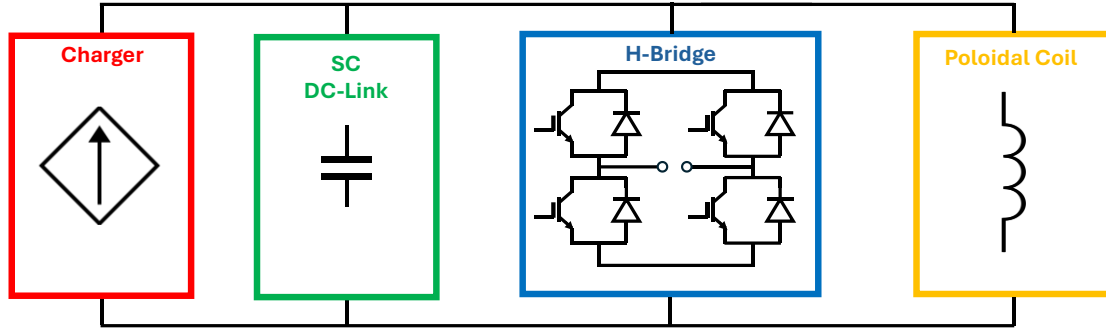 Charger
SC
DC-Link
H-Bridge
Poloidal Coil